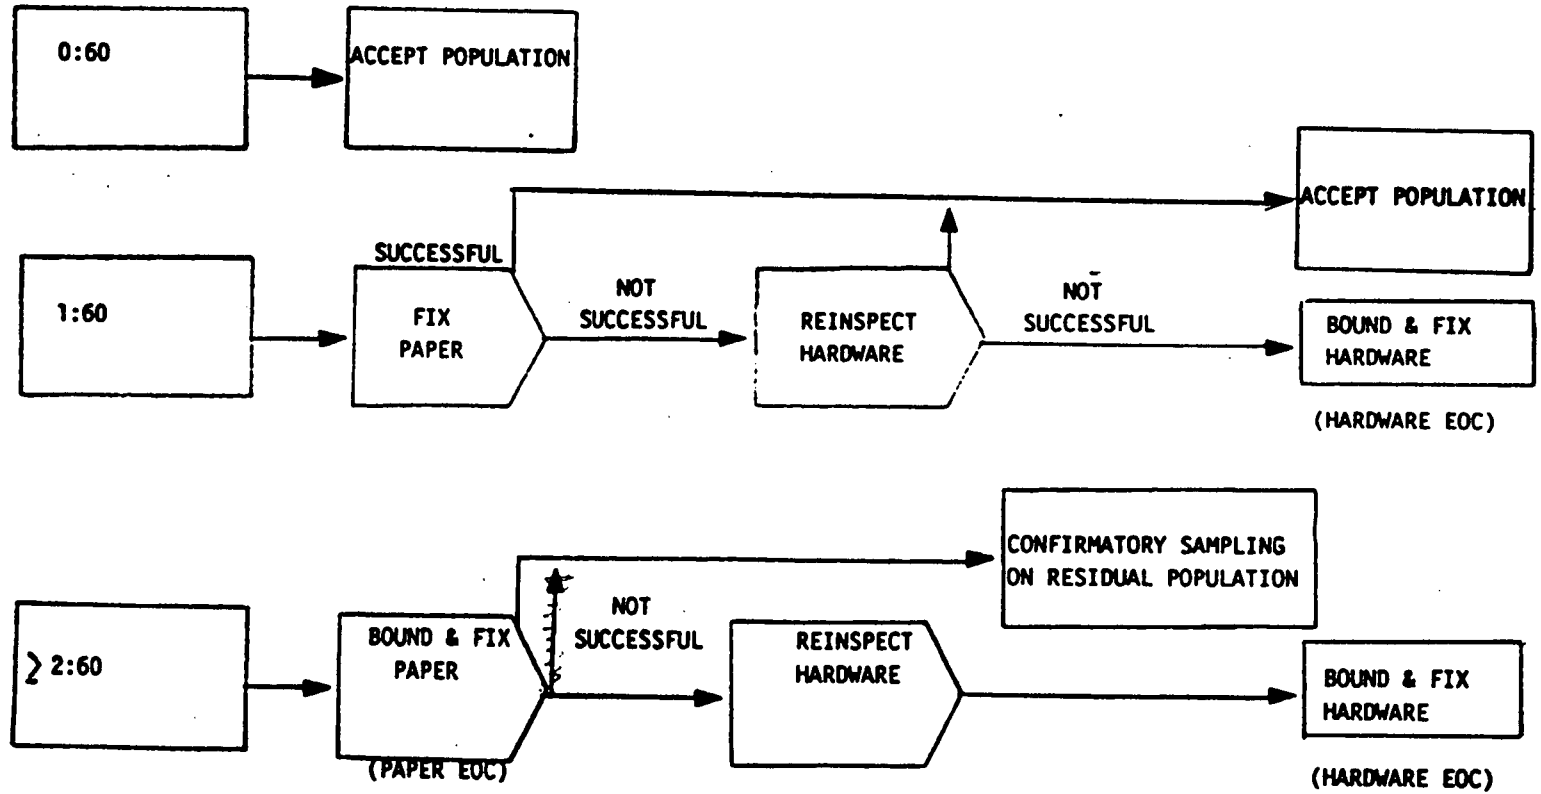 0:60
ACCEPT POPULATION
ACCEPT POPULATION
SUCCESSFUL
1:60
FIX
PAPER
NOT
SUCCESSFUL
REINSPECT
HARDWARE
NOT
SUCCESSFUL
BOUND & FIX
HARDWARE
(HARDWARE EOC)
CONFIRMATORY SAMPLING
ON RESIDUAL POPULATION
≥ 2:60
BOUND & FIX
PAPER
(PAPER EOC)
NOT
SUCCESSFUL
REINSPECT
HARDWARE
BOUND & FIX
HARDWARE
(HARDWARE EOC)